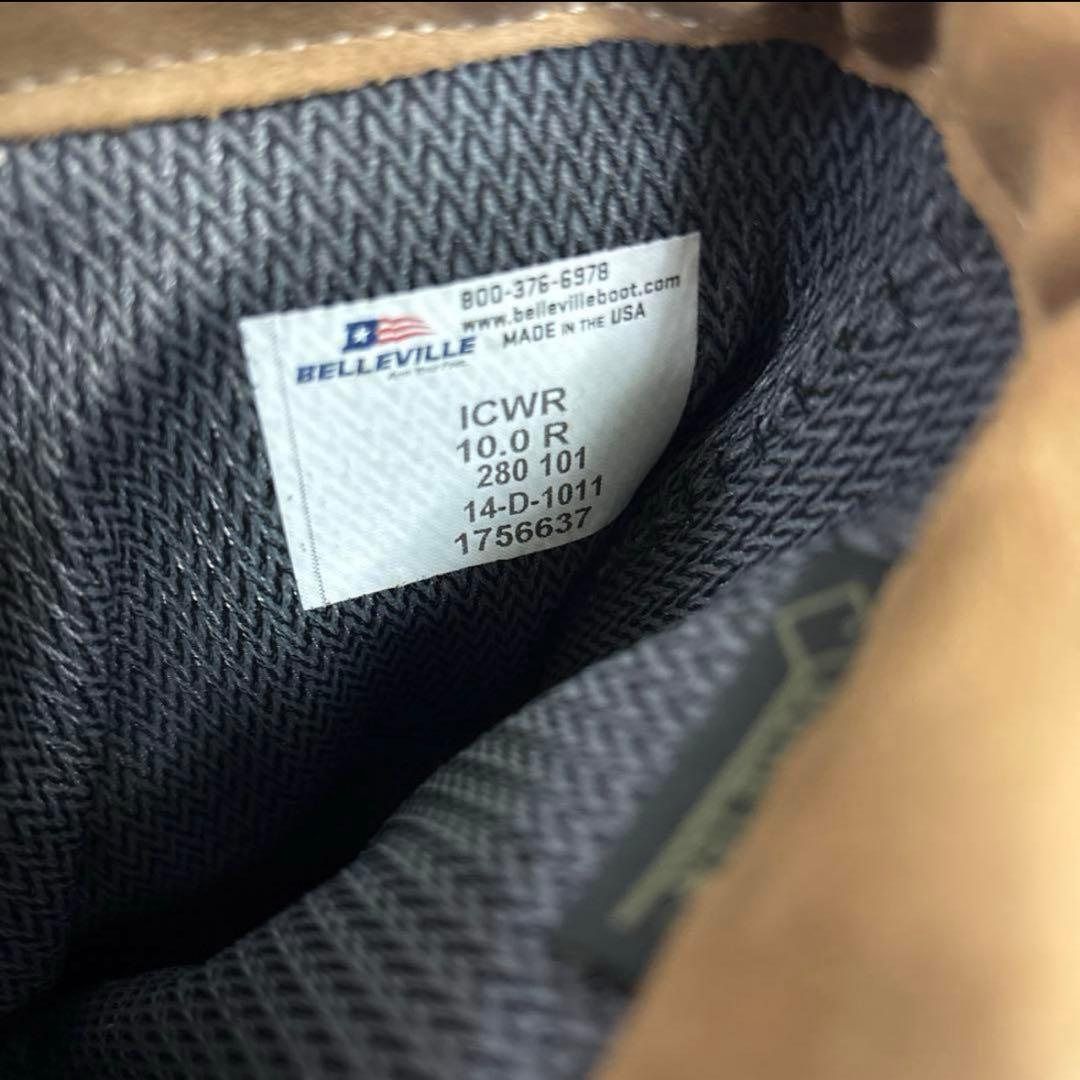 800-376-6978
www.bellevilleboot.com
MADE IN THE USA
BELLEVILLE
ICWR
10.0 R
280 101
14-D-1011
1756637